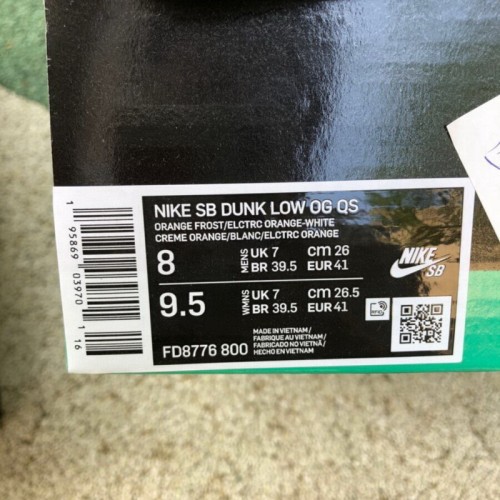 NIKE SB DUNK LOW OG QS
ORANGE FROST/ELCTRC ORANGE-WHITE
CREME ORANGE/BLANC/ELCTRC ORANGE
8 MENS UK 7 CM 26
BR 39.5 EUR 41
9.5 WMNS UK 7 CM 26.5
BR 39.5 EUR 41
MADE IN VIETNAM/
FABRIQUE AU VIETNAM/
FABRICADO NO VIETNÃ/
HECHO EN VIETNAM
FD8776 800
NIKE SB
RFID
1 95869 03970 1 16